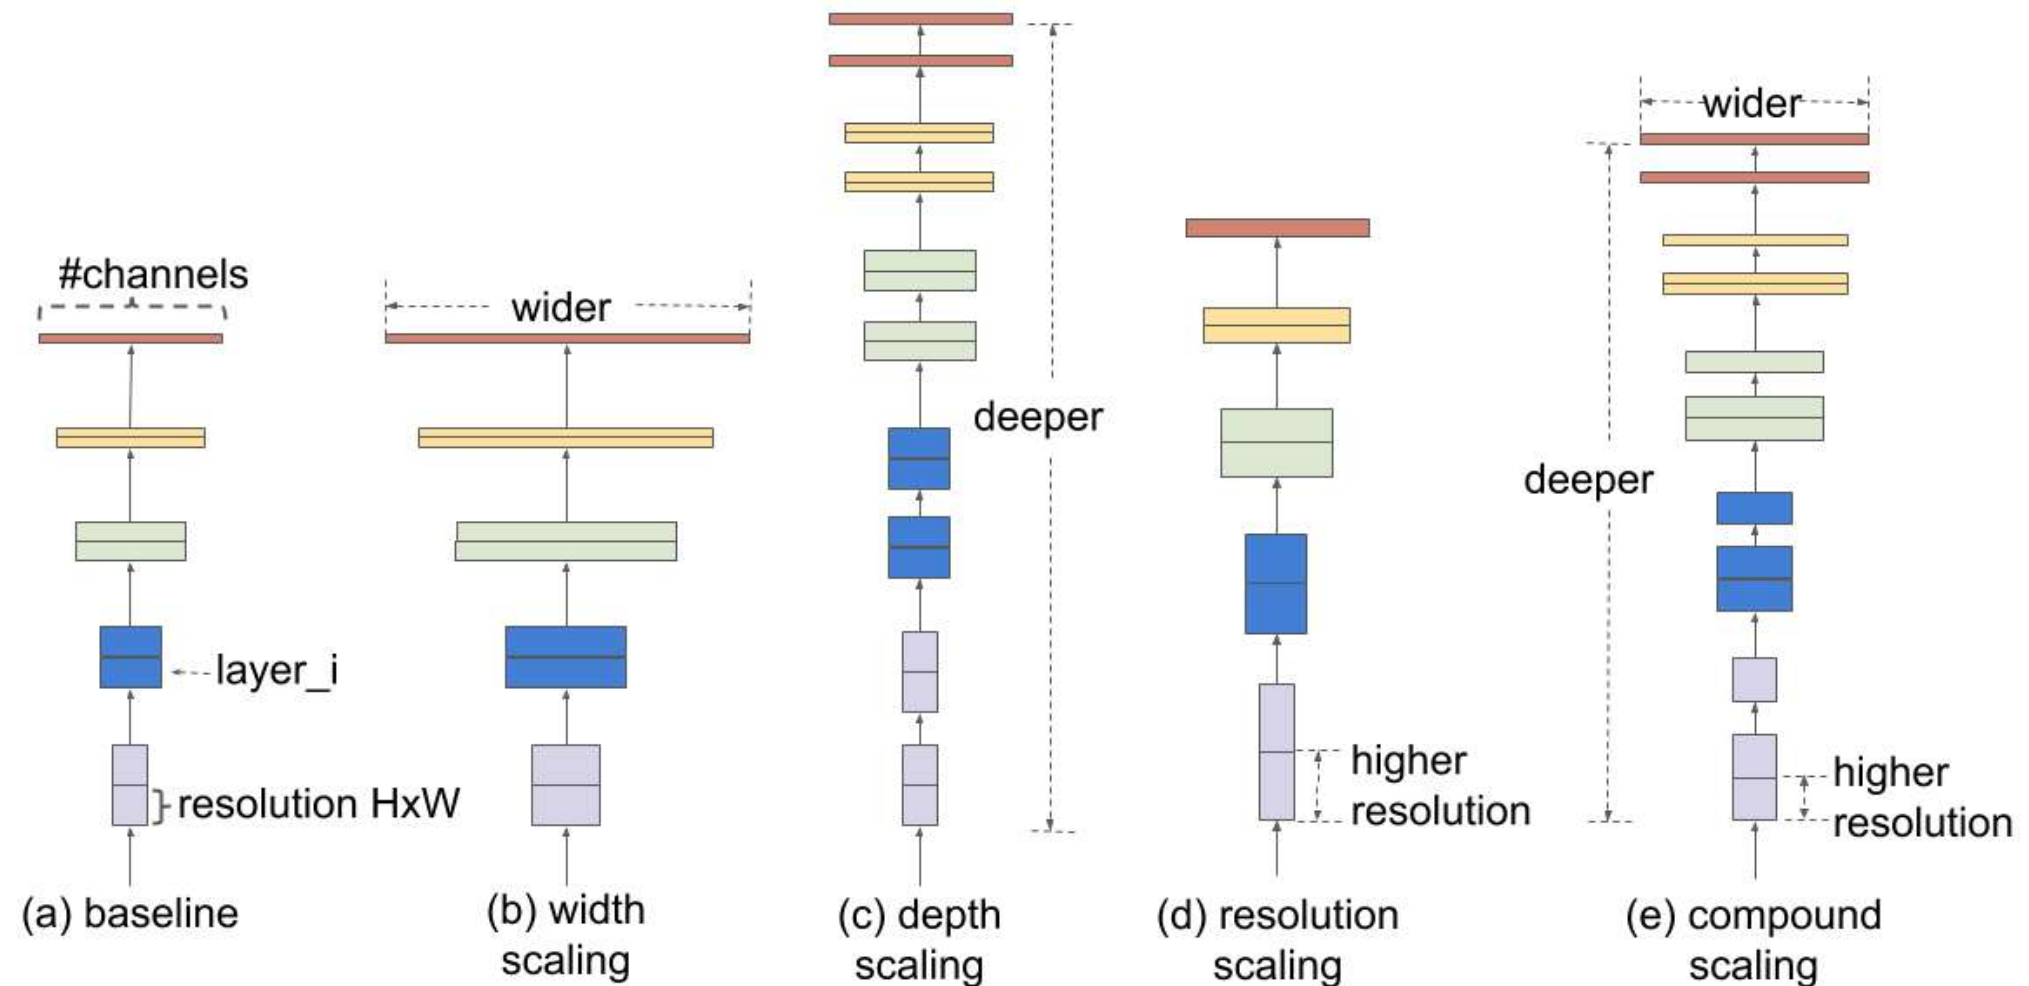 #channels
layer_i
resolution HxW
(a) baseline
wider
(b) width
scaling
deeper
(c) depth
scaling
higher
resolution
(d) resolution
scaling
wider
deeper
higher
resolution
(e) compound
scaling